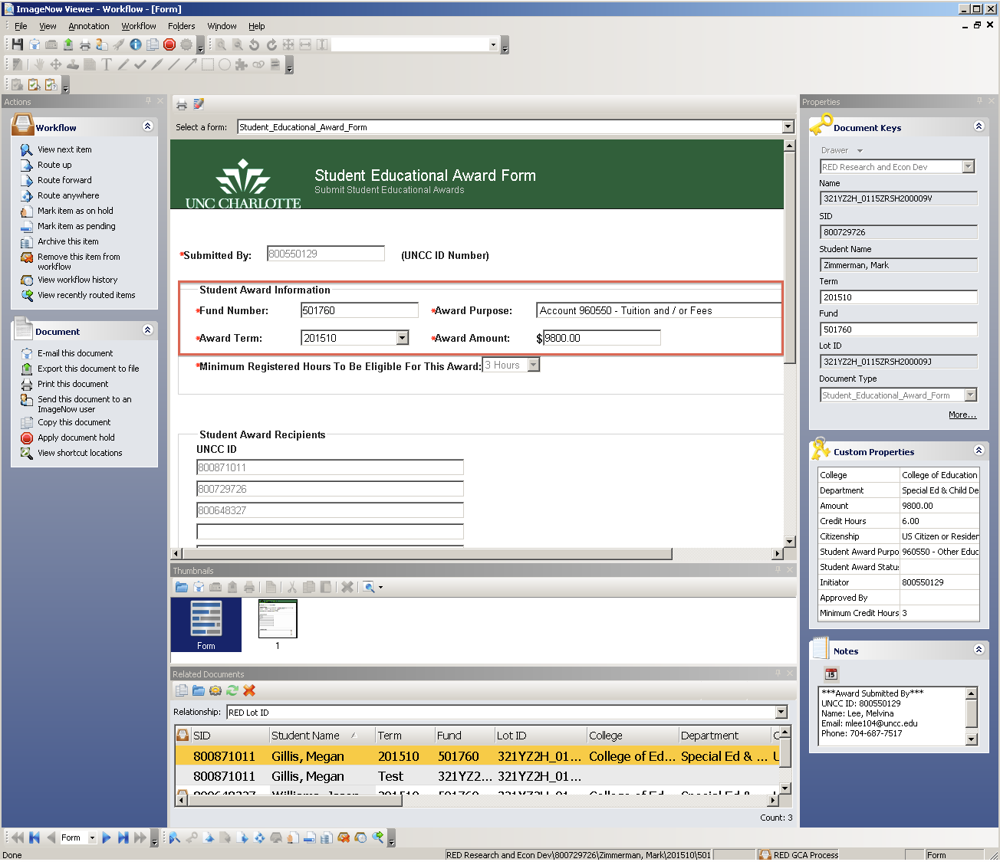 ImageNow Viewer - Workflow - [Form]
File View Annotation Workflow Folders Window Help
Actions
Workflow
View next item
Route up
Route forward
Route anywhere
Mark item as on hold
Mark item as pending
Archive this item
Remove this item from
workflow
View workflow history
View recently routed items
Document
E-mail this document
Export this document to file
Print this document
Send this document to an
ImageNow user
Copy this document
Apply document hold
View shortcut locations
Select a form: Student_Educational_Award_Form
UNC CHARLOTTE
Student Educational Award Form
Submit Student Educational Awards
*Submitted By: 800550129 (UNCC ID Number)
Student Award Information
*Fund Number: 501760 *Award Purpose: Account 960550 - Tuition and / or Fees
*Award Term: 201510 *Award Amount: $9800.00
*Minimum Registered Hours To Be Eligible For This Award: 3 Hours
Student Award Recipients
UNCC ID
800871011
800729726
800648327
Thumbnails
Form
1
Related Documents
Relationship: RED Lot ID
SID Student Name Term Fund Lot ID College Department C
800871011 Gillis, Megan 201510 501760 321YZ2H_01... College of Ed... Special Ed & ... U
800871011 Gillis, Megan Test 321YZ2... 321YZ2H_01...
Count: 3
Properties
Document Keys
Drawer
RED Research and Econ Dev
Name
321YZ2H_0115ZRSH200009V
SID
800729726
Student Name
Zimmerman, Mark
Term
201510
Fund
501760
Lot ID
321YZ2H_0115ZRSH200009J
Document Type
Student_Educational_Award_Form
More...
Custom Properties
College College of Education
Department Special Ed & Child De
Amount 9800.00
Credit Hours 6.00
Citizenship US Citizen or Resider
Student Award Purpo 960550 - Other Educ
Student Award Status
Initiator 800550129
Approved By
Minimum Credit Hours 3
Notes
15
***Award Submitted By***
UNCC ID: 800550129
Name: Lee, Melvina
Email: mlee104@uncc.edu
Phone: 704-687-7517
Form
Done RED Research and Econ Dev\800729726\Zimmerman, Mark\201510\501 RED GCA Process Form